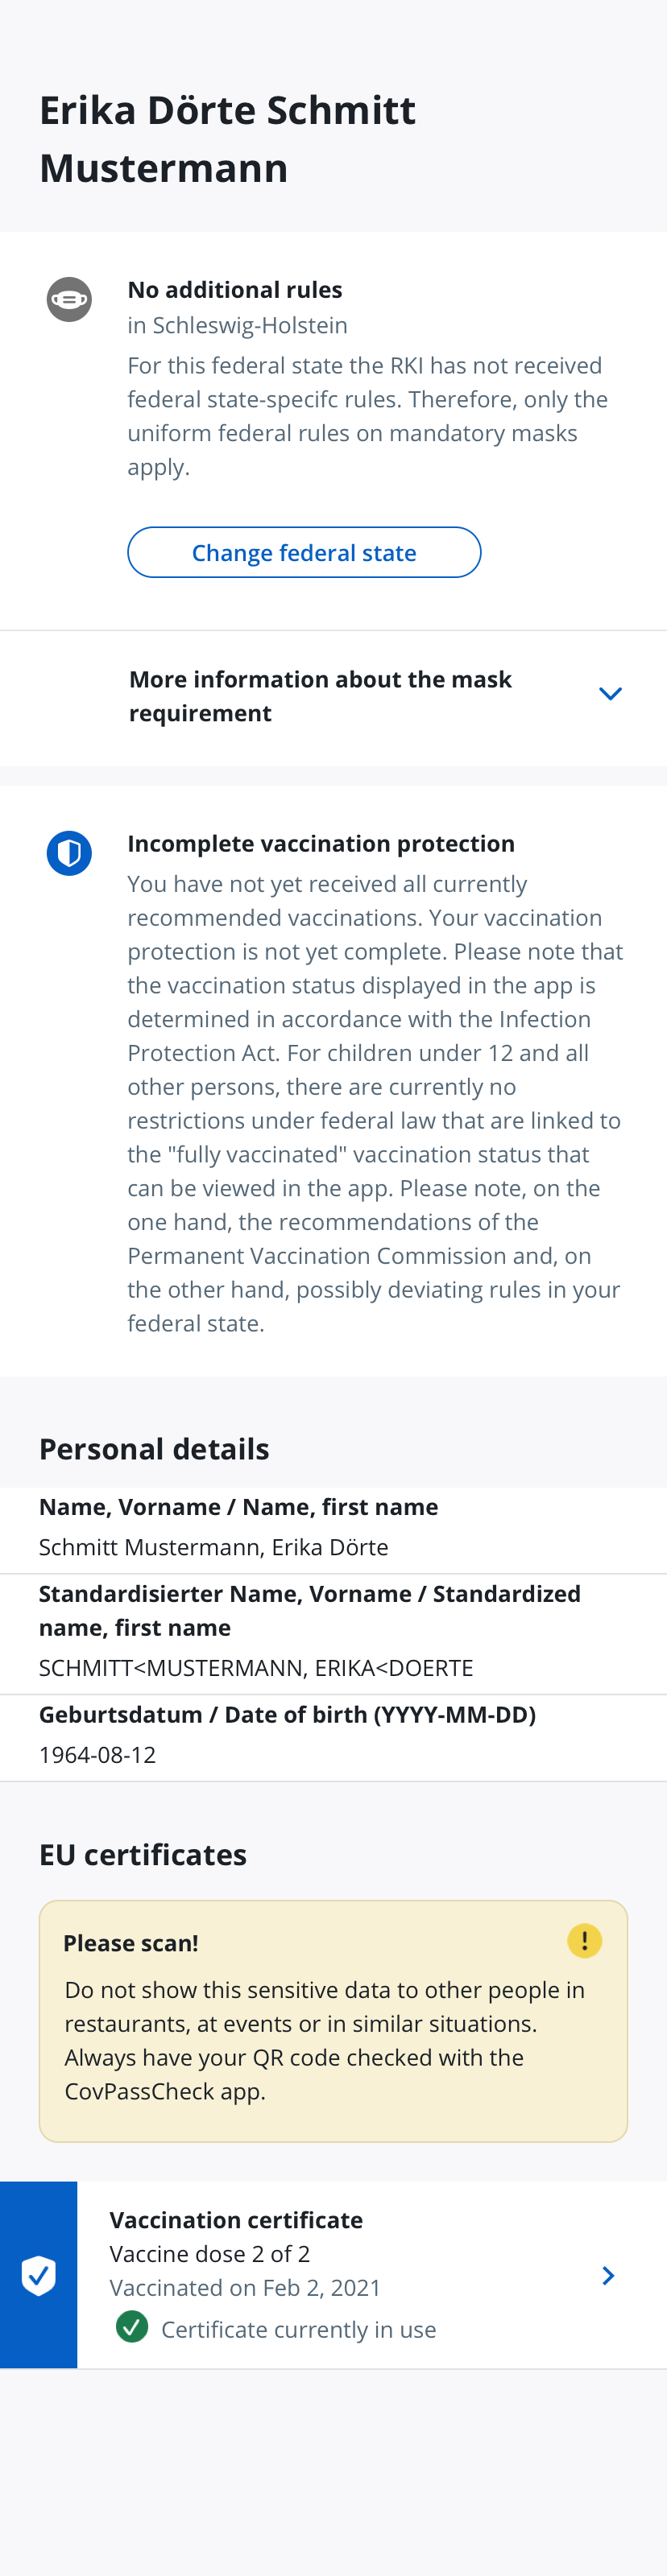 Erika Dörte Schmitt
Mustermann
No additional rules
in Schleswig-Holstein
For this federal state the RKI has not received
federal state-specifc rules. Therefore, only the
uniform federal rules on mandatory masks
apply.
Change federal state
More information about the mask
requirement
Incomplete vaccination protection
You have not yet received all currently
recommended vaccinations. Your vaccination
protection is not yet complete. Please note that
the vaccination status displayed in the app is
determined in accordance with the Infection
Protection Act. For children under 12 and all
other persons, there are currently no
restrictions under federal law that are linked to
the "fully vaccinated" vaccination status that
can be viewed in the app. Please note, on the
one hand, the recommendations of the
Permanent Vaccination Commission and, on
the other hand, possibly deviating rules in your
federal state.
Personal details
Name, Vorname / Name, first name
Schmitt Mustermann, Erika Dörte
Standardisierter Name, Vorname / Standardized
name, first name
SCHMITT<MUSTERMANN, ERIKA<DOERTE
Geburtsdatum / Date of birth (YYYY-MM-DD)
1964-08-12
EU certificates
Please scan!
Do not show this sensitive data to other people in
restaurants, at events or in similar situations.
Always have your QR code checked with the
CovPassCheck app.
Vaccination certificate
Vaccine dose 2 of 2
Vaccinated on Feb 2, 2021
Certificate currently in use